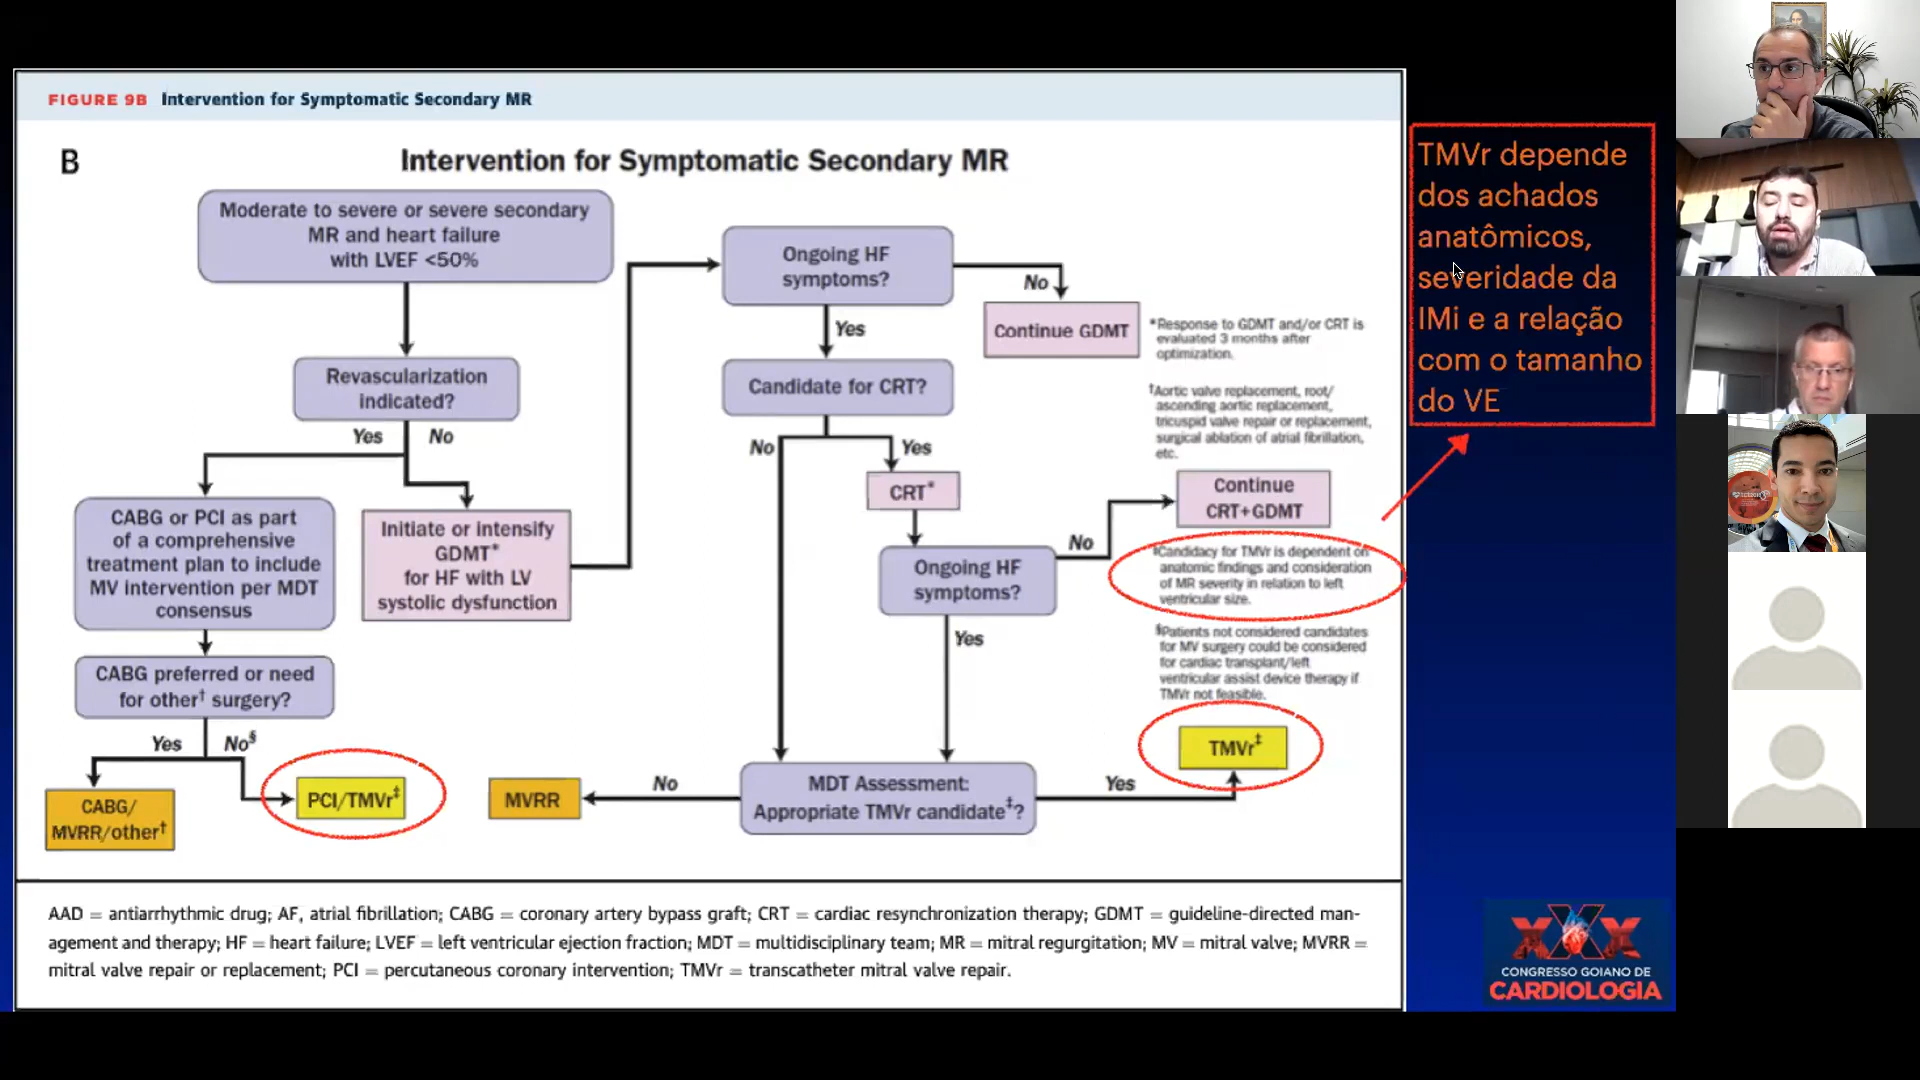 FIGURE 9B Intervention for Symptomatic Secondary MR
B
Intervention for Symptomatic Secondary MR
Moderate to severe or severe secondary
MR and heart failure
with LVEF <50%
Revascularization
indicated?
Yes
No
CABG or PCI as part
of a comprehensive
treatment plan to include
MV intervention per MDT
consensus
Initiate or intensify
GDMT*
for HF with LV
systolic dysfunction
CABG preferred or need
for other† surgery?
Yes
No§
CABG/
MVRR/other†
PCI/TMVr‡
Ongoing HF
symptoms?
No
Continue GDMT
Yes
Candidate for CRT?
No
Yes
CRT*
Ongoing HF
symptoms?
No
Continue
CRT+GDMT
Yes
MDT Assessment:
Appropriate TMVr candidate‡?
No
MVRR
Yes
TMVr‡
*Response to GDMT and/or CRT is
evaluated 3 months after
optimization.
†Aortic valve replacement, root/
ascending aortic replacement,
tricuspid valve repair or replacement,
surgical ablation of atrial fibrillation,
etc.
‡Candidacy for TMVr is dependent on
anatomic findings and consideration
of MR severity in relation to left
ventricular size.
§Patients not considered candidates
for MV surgery could be considered
for cardiac transplant/left
ventricular assist device therapy if
TMVr not feasible.
AAD = antiarrhythmic drug; AF, atrial fibrillation; CABG = coronary artery bypass graft; CRT = cardiac resynchronization therapy; GDMT = guideline-directed man-
agement and therapy; HF = heart failure; LVEF = left ventricular ejection fraction; MDT = multidisciplinary team; MR = mitral regurgitation; MV = mitral valve; MVRR =
mitral valve repair or replacement; PCI = percutaneous coronary intervention; TMVr = transcatheter mitral valve repair.
TMVr depende
dos achados
anatômicos,
severidade da
IMi e a relação
com o tamanho
do VE
XXX
CONGRESSO GOIANO DE
CARDIOLOGIA